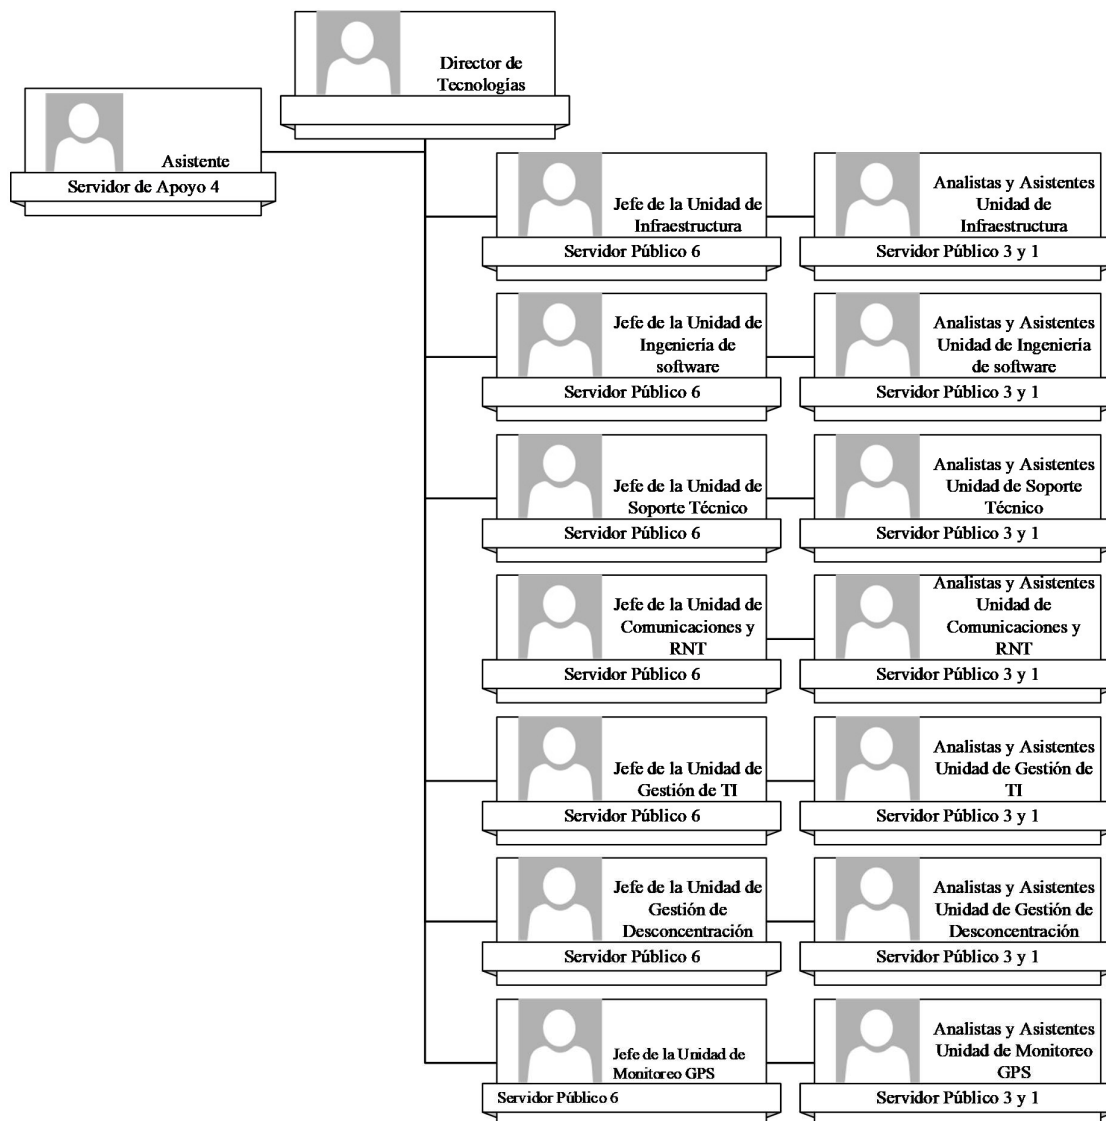 Director de
Tecnologías
Asistente
Servidor de Apoyo 4
Jefe de la Unidad de
Infraestructura
Servidor Público 6
Analistas y Asistentes
Unidad de
Infraestructura
Servidor Público 3 y 1
Jefe de la Unidad de
Ingeniería de
software
Servidor Público 6
Analistas y Asistentes
Unidad de Ingeniería
de software
Servidor Público 3 y 1
Jefe de la Unidad de
Soporte Técnico
Servidor Público 6
Analistas y Asistentes
Unidad de Soporte
Técnico
Servidor Público 3 y 1
Jefe de la Unidad de
Comunicaciones y
RNT
Servidor Público 6
Analistas y Asistentes
Unidad de
Comunicaciones y
RNT
Servidor Público 3 y 1
Jefe de la Unidad de
Gestión de TI
Servidor Público 6
Analistas y Asistentes
Unidad de Gestión de
TI
Servidor Público 3 y 1
Jefe de la Unidad de
Gestión de
Desconcentración
Servidor Público 6
Analistas y Asistentes
Unidad de Gestión de
Desconcentración
Servidor Público 3 y 1
Jefe de la Unidad de
Monitoreo GPS
Servidor Público 6
Analistas y Asistentes
Unidad de Monitoreo
GPS
Servidor Público 3 y 1